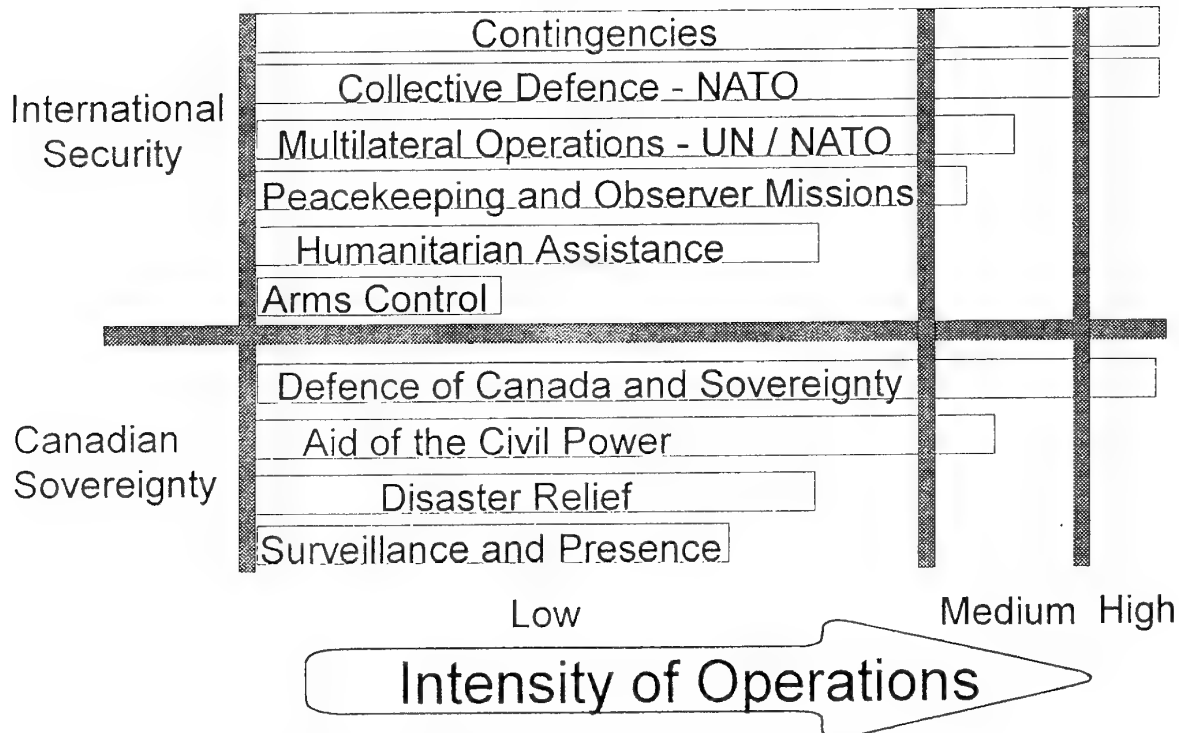 Contingencies
Collective Defence - NATO
International
Security
Multilateral Operations - UN / NATO
Peacekeeping and Observer Missions
Humanitarian Assistance
Arms Control
Defence of Canada and Sovereignty
Canadian
Sovereignty
Aid of the Civil Power
Disaster Relief
Surveillance and Presence
Low
Medium
High
Intensity of Operations